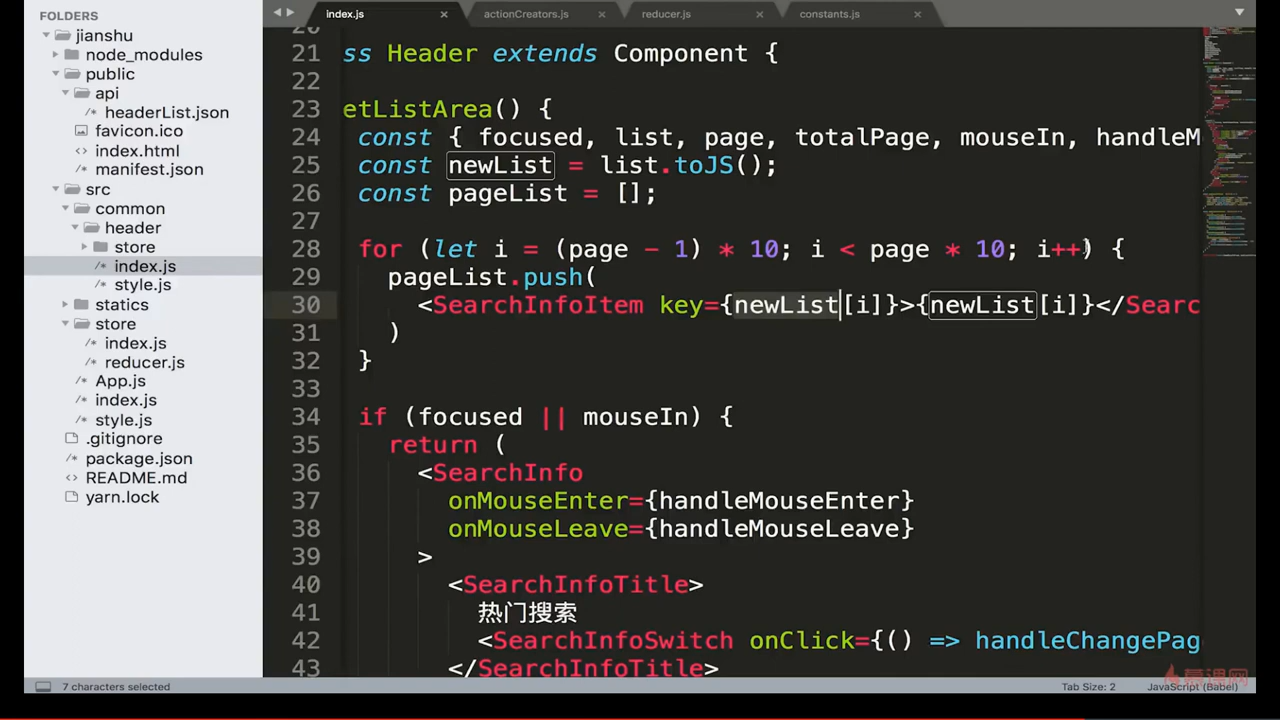 index.js
actionCreators.js
reducer.js
constants.js
FOLDERS
jianshu
node_modules
public
api
headerList.json
favicon.ico
index.html
manifest.json
src
common
header
store
index.js
style.js
statics
store
index.js
reducer.js
App.js
index.js
style.js
.gitignore
package.json
README.md
yarn.lock
21 ss Header extends Component {
22
23 etListArea() {
24 const { focused, list, page, totalPage, mouseIn, handleM
25 const newList = list.toJS();
26 const pageList = [];
27
28 for (let i = (page - 1) * 10; i < page * 10; i++) {
29 pageList.push(
30 <SearchInfoItem key={newList[i]}>{newList[i]}</Searc
31 )
32 }
33
34 if (focused || mouseIn) {
35 return (
36 <SearchInfo
37 onMouseEnter={handleMouseEnter}
38 onMouseLeave={handleMouseLeave}
39 >
40 <SearchInfoTitle>
41 热门搜索
42 <SearchInfoSwitch onClick={() => handleChangePag
43 </SearchInfoTitle>
慕课网
7 characters selected
Tab Size: 2
JavaScript (Babel)